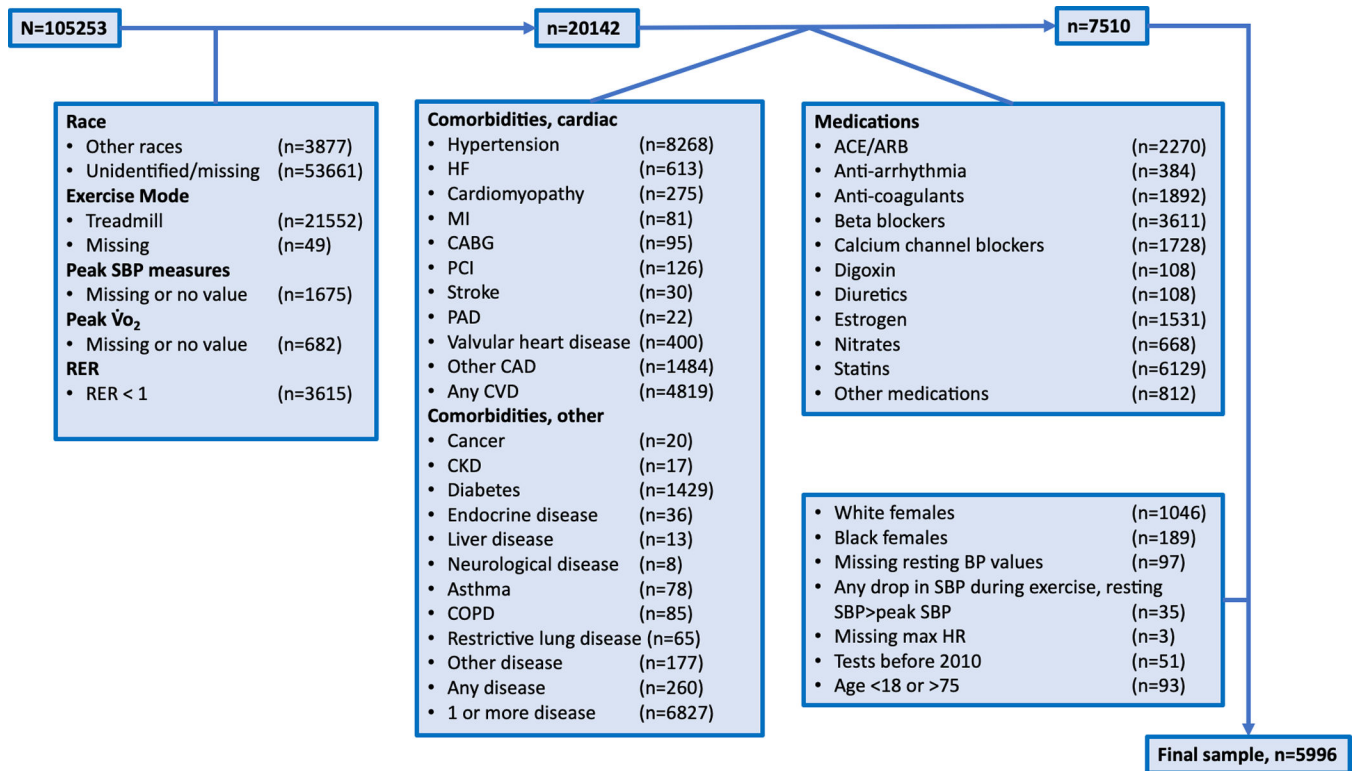 N=105253
n=20142
n=7510
Race
• Other races (n=3877)
• Unidentified/missing (n=53661)
Exercise Mode
• Treadmill (n=21552)
• Missing (n=49)
Peak SBP measures
• Missing or no value (n=1675)
Peak V̇o₂
• Missing or no value (n=682)
RER
• RER < 1 (n=3615)
Comorbidities, cardiac
• Hypertension (n=8268)
• HF (n=613)
• Cardiomyopathy (n=275)
• MI (n=81)
• CABG (n=95)
• PCI (n=126)
• Stroke (n=30)
• PAD (n=22)
• Valvular heart disease (n=400)
• Other CAD (n=1484)
• Any CVD (n=4819)
Comorbidities, other
• Cancer (n=20)
• CKD (n=17)
• Diabetes (n=1429)
• Endocrine disease (n=36)
• Liver disease (n=13)
• Neurological disease (n=8)
• Asthma (n=78)
• COPD (n=85)
• Restrictive lung disease (n=65)
• Other disease (n=177)
• Any disease (n=260)
• 1 or more disease (n=6827)
Medications
• ACE/ARB (n=2270)
• Anti-arrhythmia (n=384)
• Anti-coagulants (n=1892)
• Beta blockers (n=3611)
• Calcium channel blockers (n=1728)
• Digoxin (n=108)
• Diuretics (n=108)
• Estrogen (n=1531)
• Nitrates (n=668)
• Statins (n=6129)
• Other medications (n=812)
• White females (n=1046)
• Black females (n=189)
• Missing resting BP values (n=97)
• Any drop in SBP during exercise, resting
SBP>peak SBP (n=35)
• Missing max HR (n=3)
• Tests before 2010 (n=51)
• Age <18 or >75 (n=93)
Final sample, n=5996